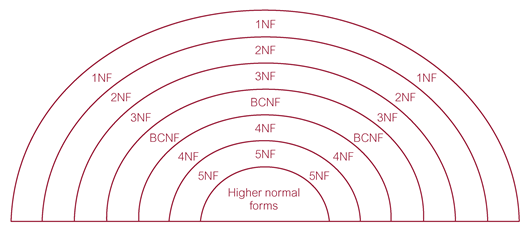 1NF
2NF
1NF
1NF
3NF
2NF
2NF
BCNF
3NF
3NF
4NF
BCNF
BCNF
5NF
4NF
4NF
5NF
5NF
Higher normal
forms